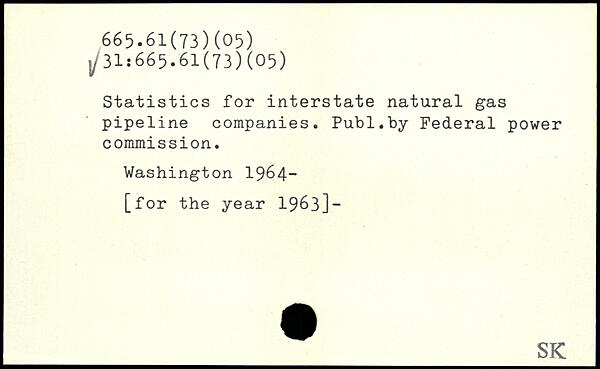 665.61(73)(05)
√31:665.61(73)(05)
Statistics for interstate natural gas
pipeline companies. Publ.by Federal power
commission.
Washington 1964-
[for the year 1963]-
SK